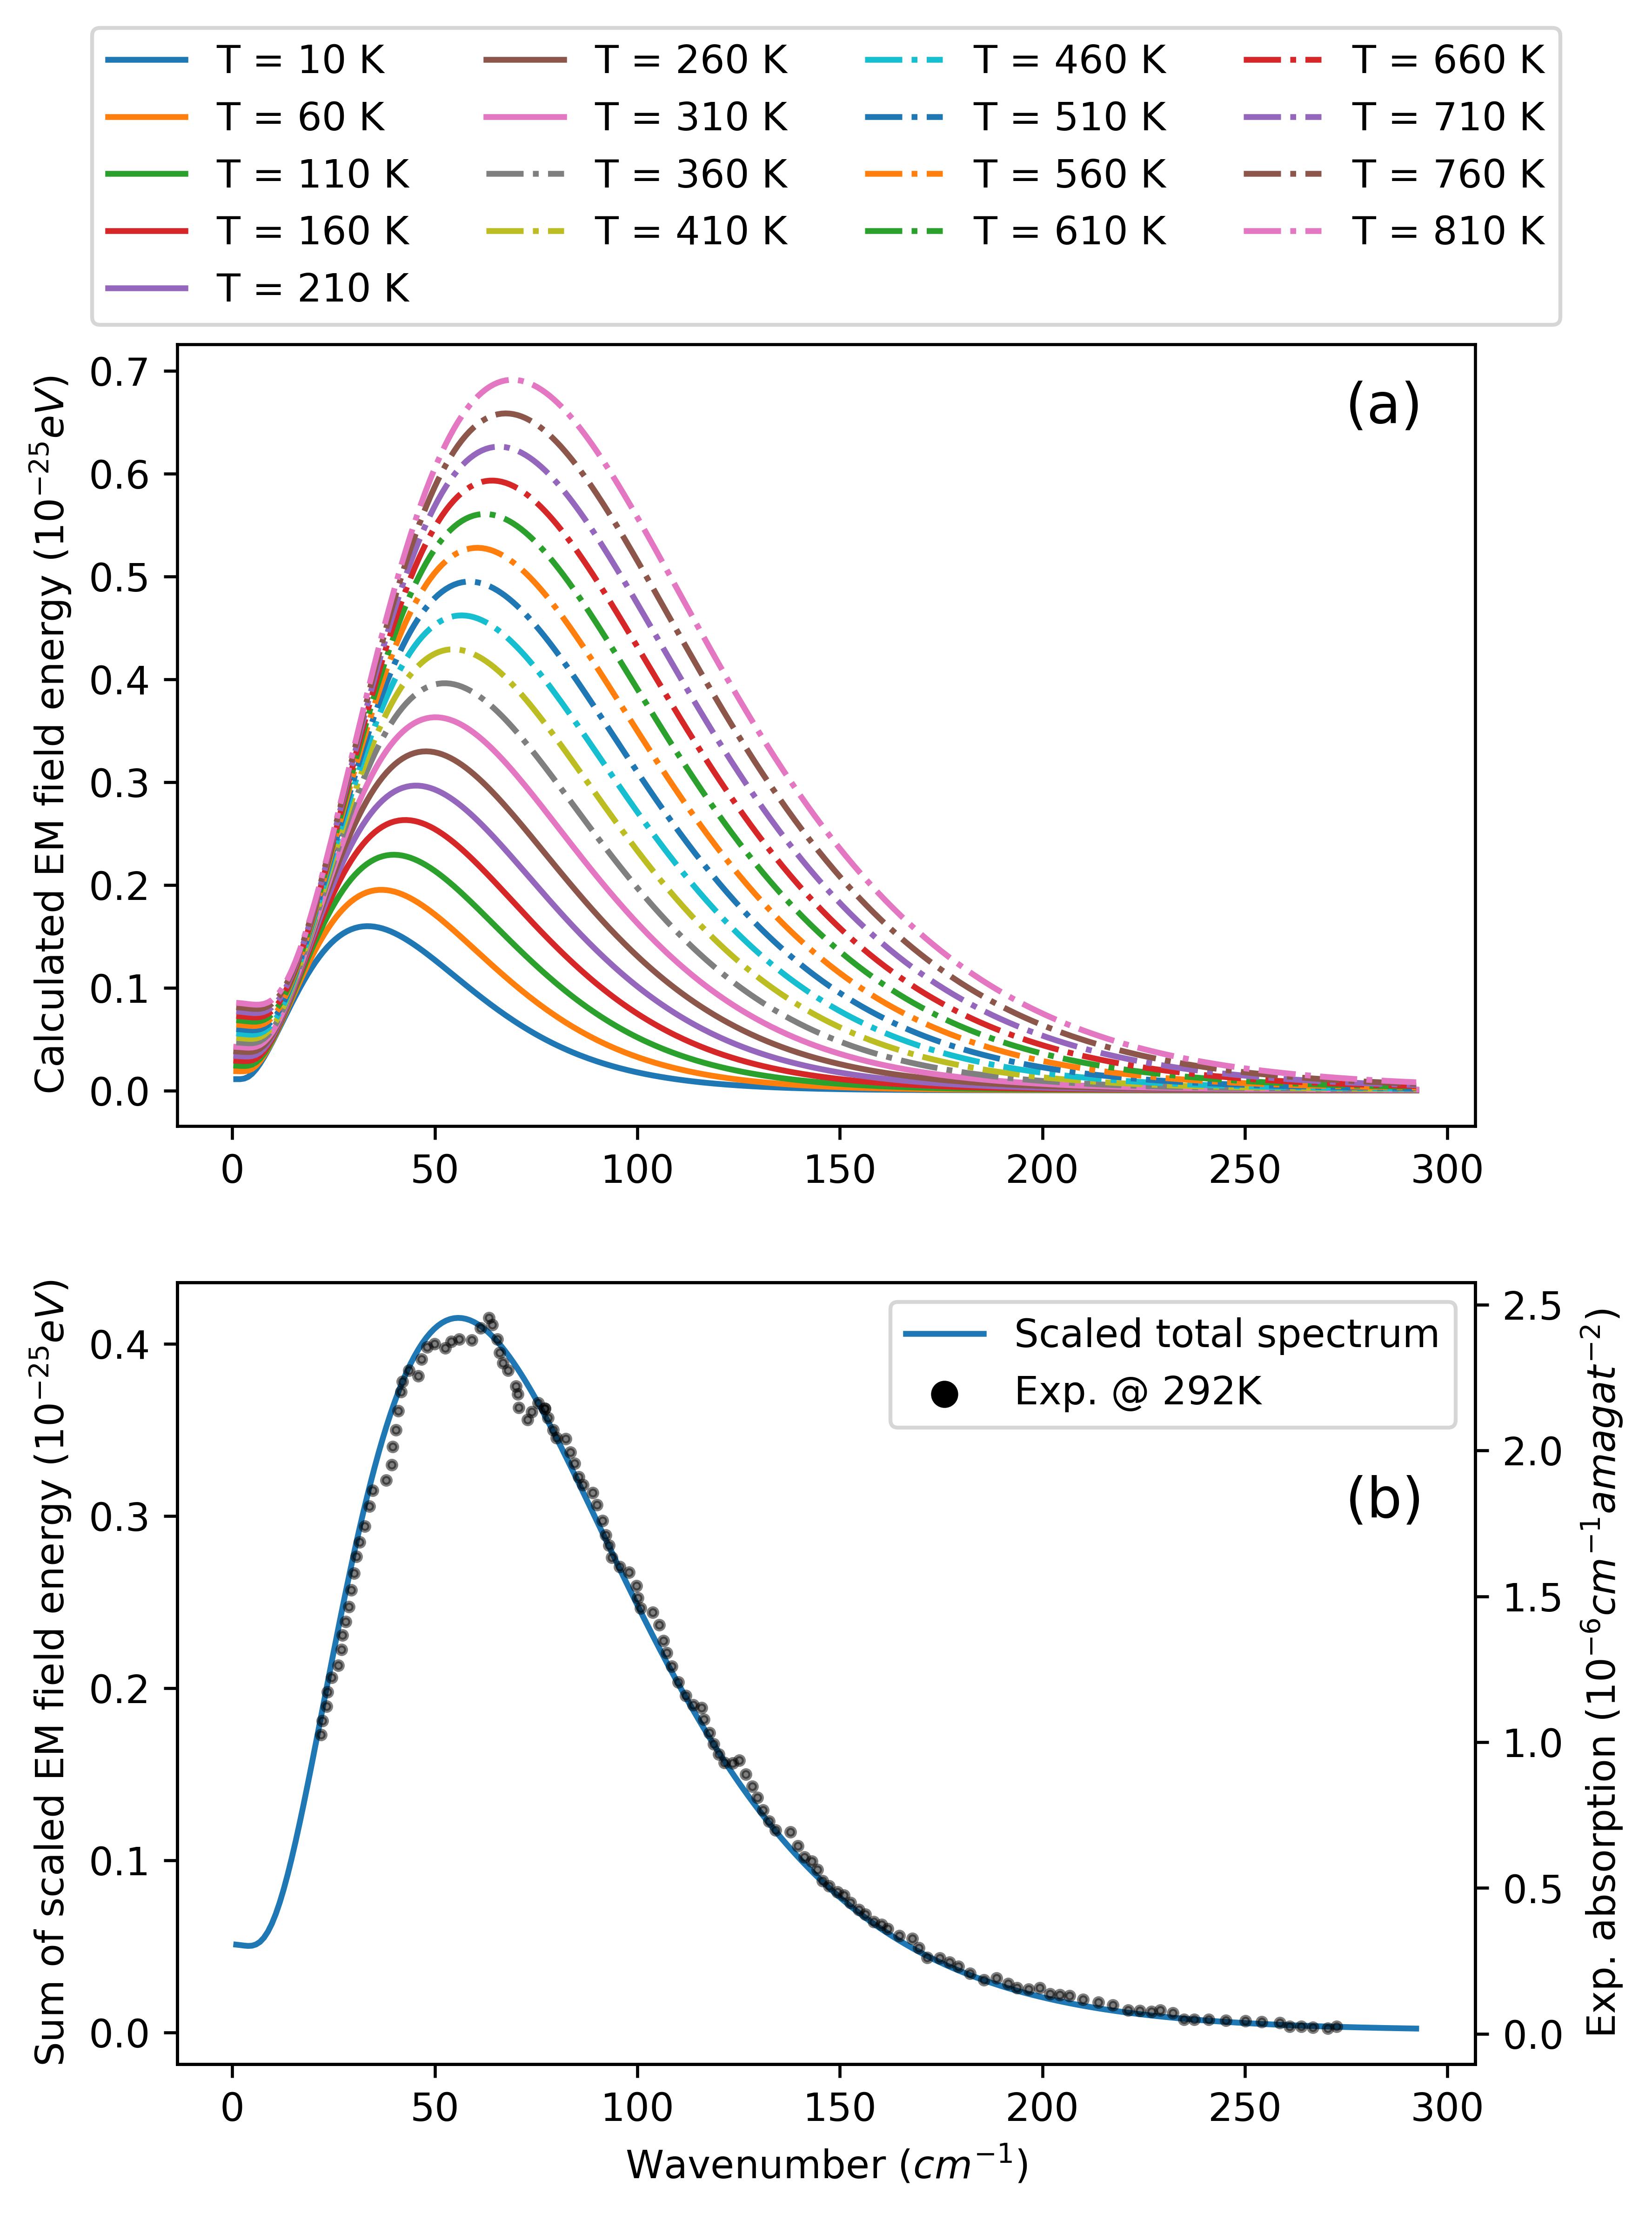 T = 10 K T = 260 K T = 460 K T = 660 K
T = 60 K T = 310 K T = 510 K T = 710 K
T = 110 K T = 360 K T = 560 K T = 760 K
T = 160 K T = 410 K T = 610 K T = 810 K
T = 210 K
(a)
Calculated EM field energy (10⁻²⁵eV)
0.7
0.6
0.5
0.4
0.3
0.2
0.1
0.0
0 50 100 150 200 250 300
Scaled total spectrum
Exp. @ 292K
(b)
Sum of scaled EM field energy (10⁻²⁵eV)
0.4
0.3
0.2
0.1
0.0
2.5
2.0
1.5
1.0
0.5
0.0
Exp. absorption (10⁻⁶cm⁻¹amagat⁻²)
0 50 100 150 200 250 300
Wavenumber (cm⁻¹)